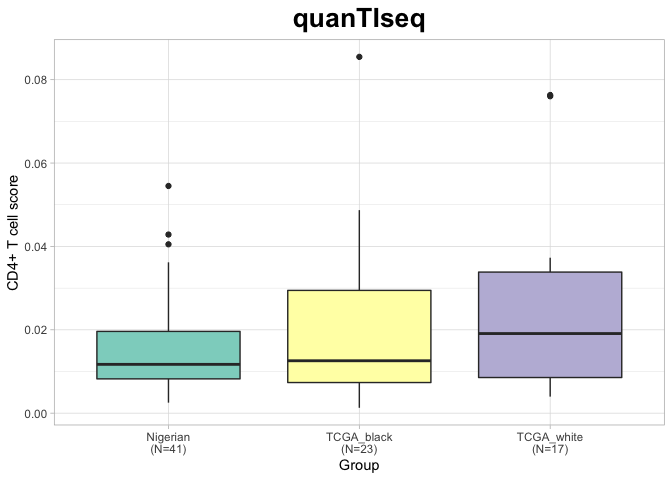 quanTIseq
CD4+ T cell score
0.08
0.06
0.04
0.02
0.00
Nigerian
(N=41)
TCGA_black
(N=23)
TCGA_white
(N=17)
Group